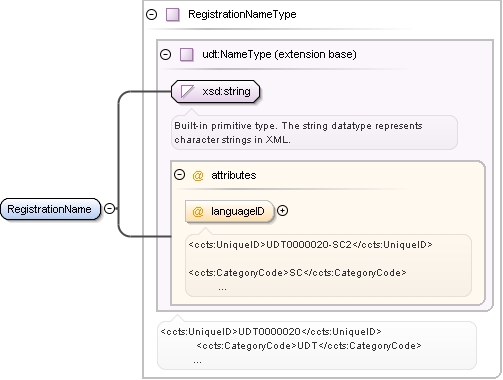 RegistrationNameType
udt:NameType (extension base)
xsd:string
Built-in primitive type. The string datatype represents
character strings in XML.
@ attributes
RegistrationName
@ languageID
<ccts:UniqueID>UDT0000020-SC2</ccts:UniqueID>
<ccts:CategoryCode>SC</ccts:CategoryCode>
...
<ccts:UniqueID>UDT0000020</ccts:UniqueID>
<ccts:CategoryCode>UDT</ccts:CategoryCode>
...